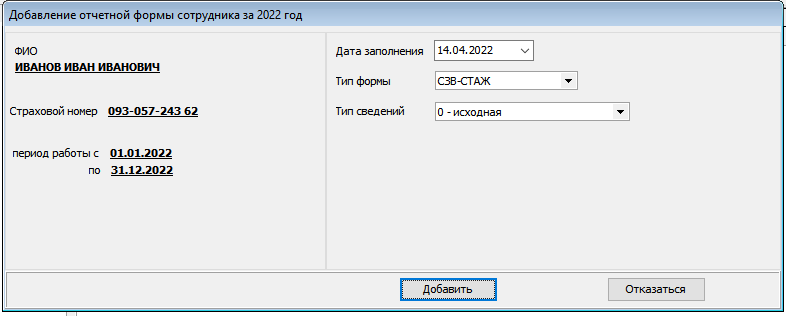 Добавление отчетной формы сотрудника за 2022 год
ФИО
ИВАНОВ ИВАН ИВАНОВИЧ
Страховой номер 093-057-243 62
период работы с 01.01.2022
по 31.12.2022
Дата заполнения 14.04.2022
Тип формы СЗВ-СТАЖ
Тип сведений 0 - исходная
Добавить Отказаться